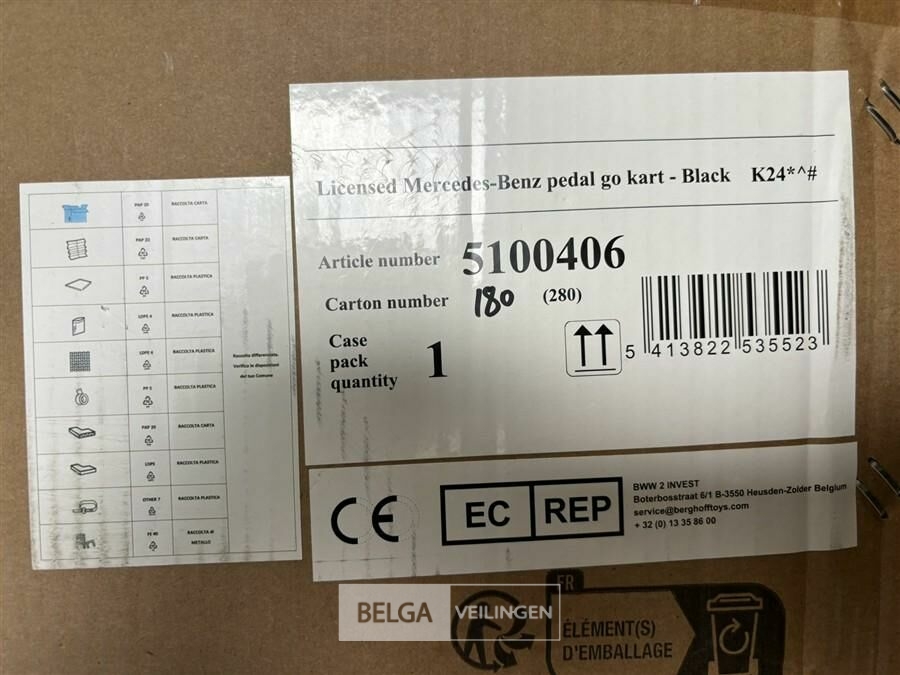 Licensed Mercedes-Benz pedal go kart - Black K24*^#
Article number 5100406
Carton number 180 (280)
Case
pack
quantity 1
5 413822 535523
PAP 20 RACCOLTA CARTA
PAP 22 RACCOLTA CARTA
PP 5 RACCOLTA PLASTICA
LDPE 4 RACCOLTA PLASTICA
LDPE 4 RACCOLTA PLASTICA
PP 5 RACCOLTA PLASTICA
PAP 20 RACCOLTA CARTA
LDPE RACCOLTA PLASTICA
OTHER 7 RACCOLTA PLASTICA
FE 40 RACCOLTA di
METALLO
Raccolta differenziata.
Verifica le disposizioni
del tuo Comune
CE
EC REP
BWW 2 INVEST
Boterbosstraat 6/1 B-3550 Heusden-Zolder Belgium
service@berghofftoys.com
+ 32 (0) 13 35 86 00
FR
ÉLÉMENT(S)
D'EMBALLAGE
BELGA VEILINGEN